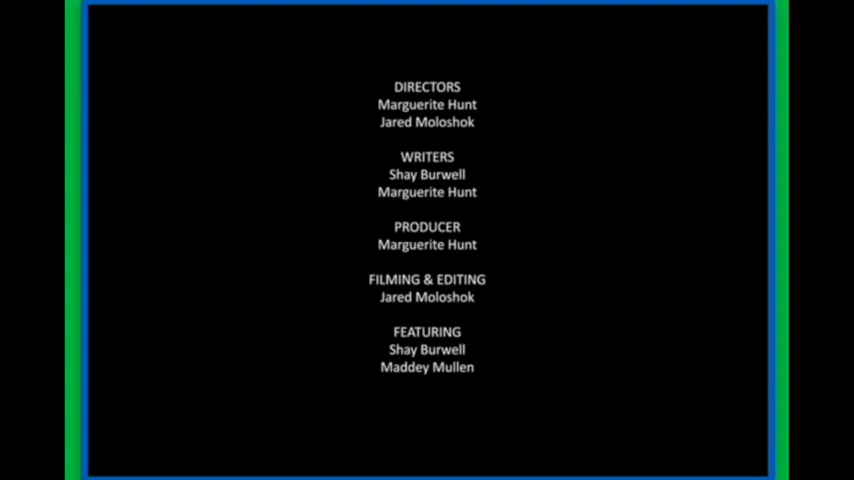 DIRECTORS
Marguerite Hunt
Jared Moloshok
WRITERS
Shay Burwell
Marguerite Hunt
PRODUCER
Marguerite Hunt
FILMING & EDITING
Jared Moloshok
FEATURING
Shay Burwell
Maddey Mullen